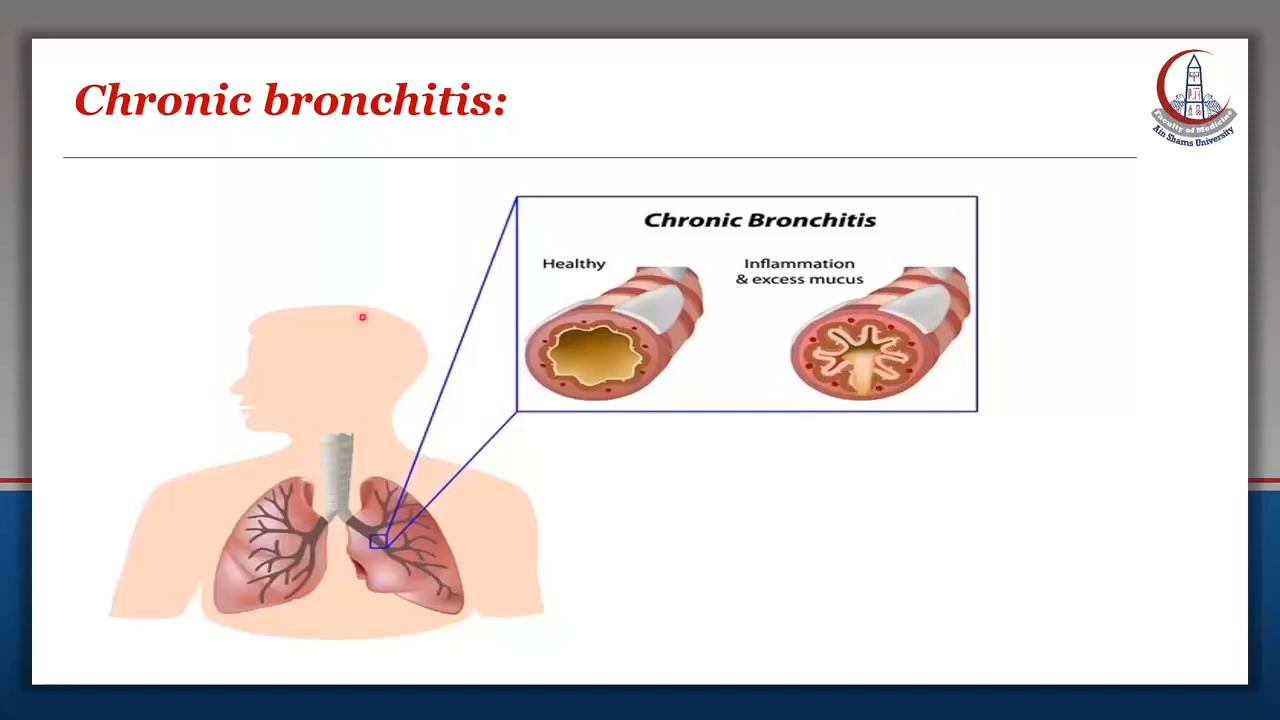 Chronic bronchitis:
Faculty of Medicine
Ain Shams University
Chronic Bronchitis
Healthy
Inflammation
& excess mucus